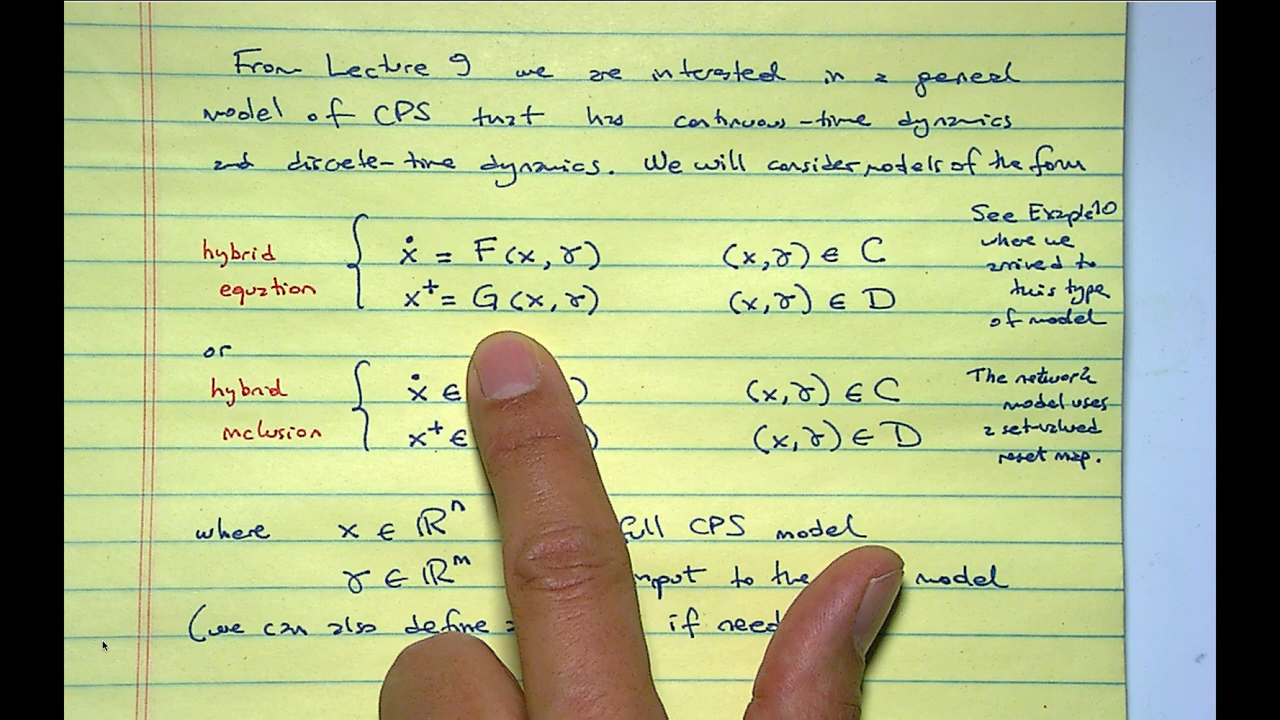 From Lecture 9 we are interested in a general
model of CPS that has continuous-time dynamics
and discrete-time dynamics. We will consider models of the form
hybrid equation
ẋ = F(x, γ) (x, γ) ∈ C
x⁺ = G(x, γ) (x, γ) ∈ D
See Example 10
where we
arrived to
this type
of model
or
hybrid inclusion
ẋ ∈ ) (x, γ) ∈ C
x⁺ ∈ ) (x, γ) ∈ D
The network
model uses
a set-valued
reset map.
where x ∈ ℝⁿ full CPS model
γ ∈ ℝᵐ input to the model
(we can also define if need